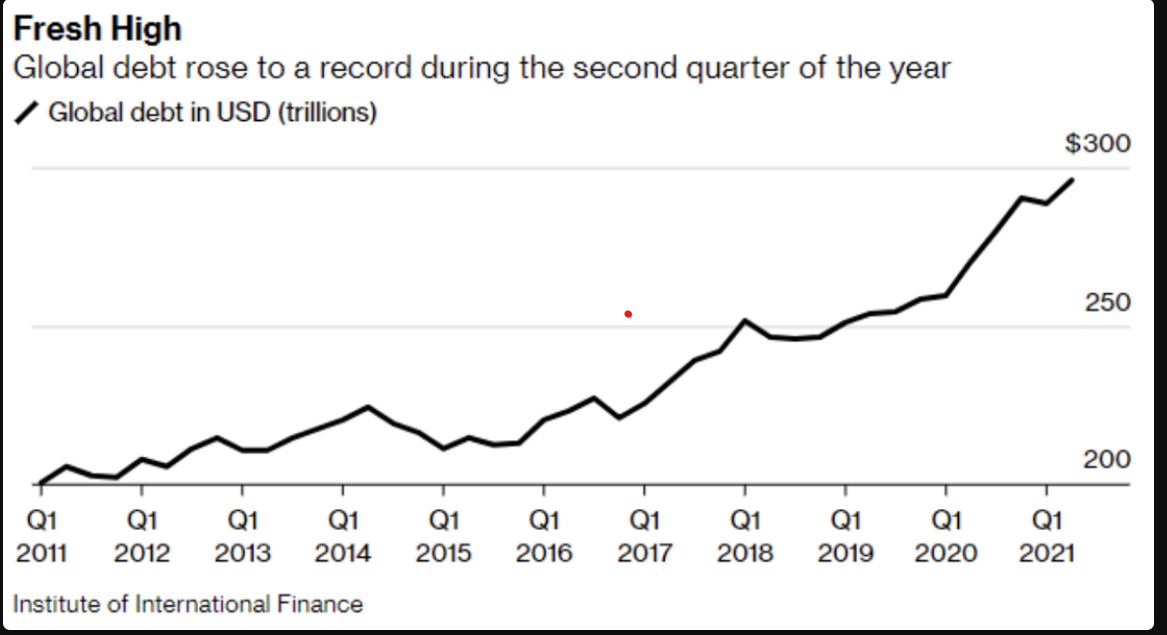 Fresh High
Global debt rose to a record during the second quarter of the year
Global debt in USD (trillions)
$300
250
200
Q1 Q1 Q1 Q1 Q1 Q1 Q1 Q1 Q1 Q1 Q1
2011 2012 2013 2014 2015 2016 2017 2018 2019 2020 2021
Institute of International Finance